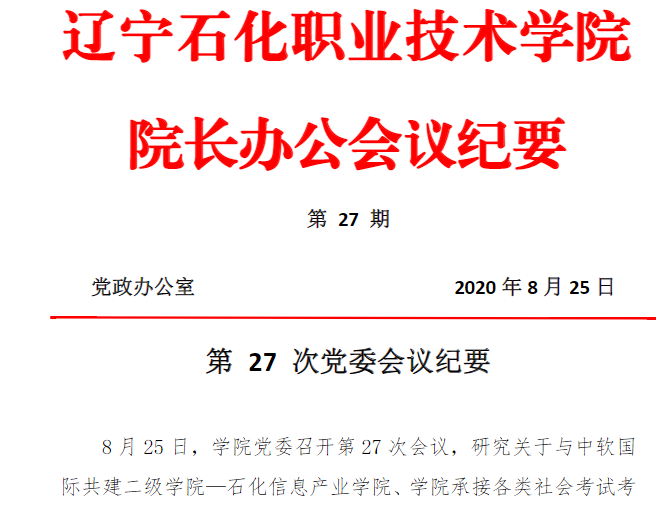 辽宁石化职业技术学院
院长办公会议纪要
第 27 期
党政办公室 2020 年 8 月 25 日
第 27 次党委会议纪要
8 月 25 日，学院党委召开第 27 次会议，研究关于与中软国
际共建二级学院—石化信息产业学院、学院承接各类社会考试考